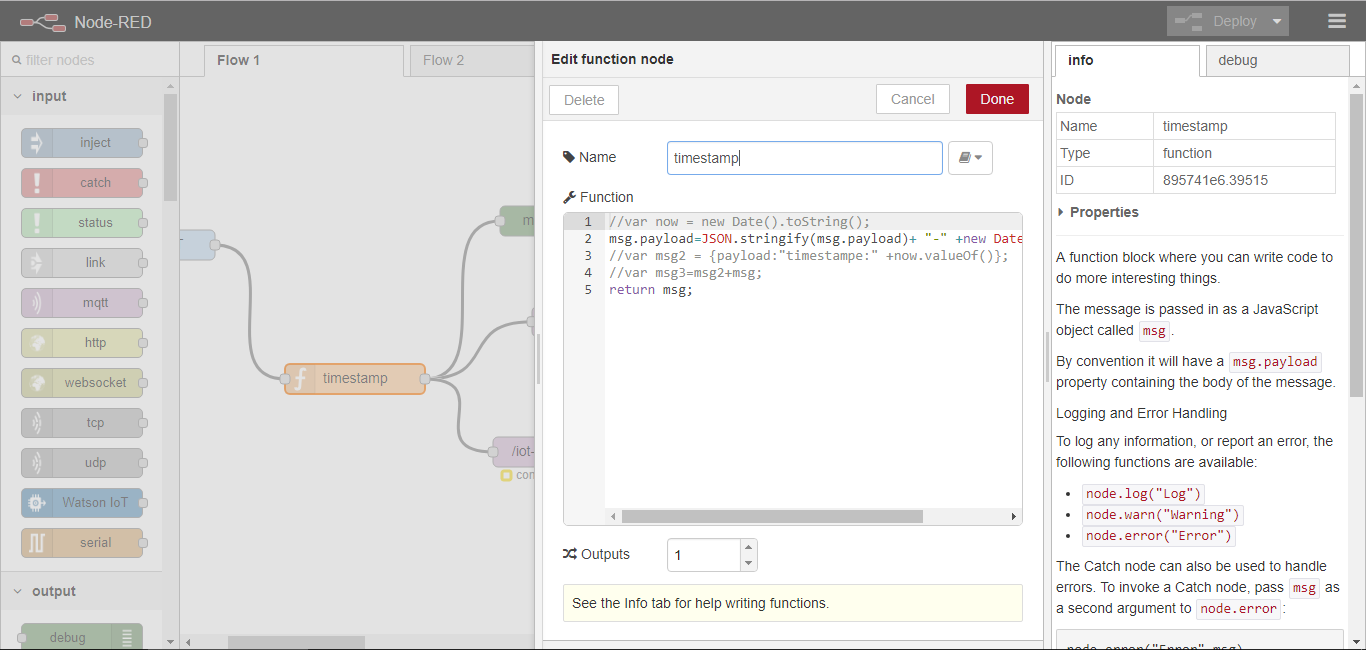 Node-RED
Deploy
filter nodes
input
inject
catch
status
link
mqtt
http
websocket
tcp
udp
Watson IoT
serial
output
debug
Flow 1
Flow 2
timestamp
m
/iot-
con
Edit function node
Delete
Cancel
Done
Name
timestamp
Function
1 //var now = new Date().toString();
2 msg.payload=JSON.stringify(msg.payload)+ "-" +new Date
3 //var msg2 = {payload:"timestampe:" +now.valueOf()};
4 //var msg3=msg2+msg;
5 return msg;
Outputs
1
See the Info tab for help writing functions.
info
debug
Node
Name timestamp
Type function
ID 895741e6.39515
Properties
A function block where you can write code to
do more interesting things.
The message is passed in as a JavaScript
object called msg.
By convention it will have a msg.payload
property containing the body of the message.
Logging and Error Handling
To log any information, or report an error, the
following functions are available:
node.log("Log")
node.warn("Warning")
node.error("Error")
The Catch node can also be used to handle
errors. To invoke a Catch node, pass msg as
a second argument to node.error:
node.error("Error",msg)